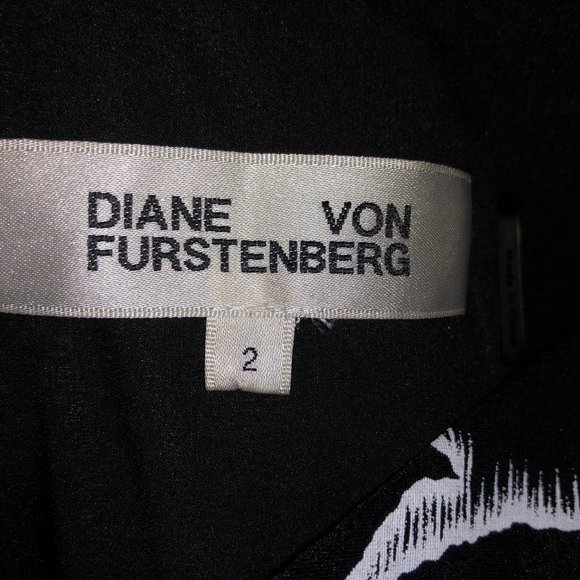 DIANE VON
FURSTENBERG
2